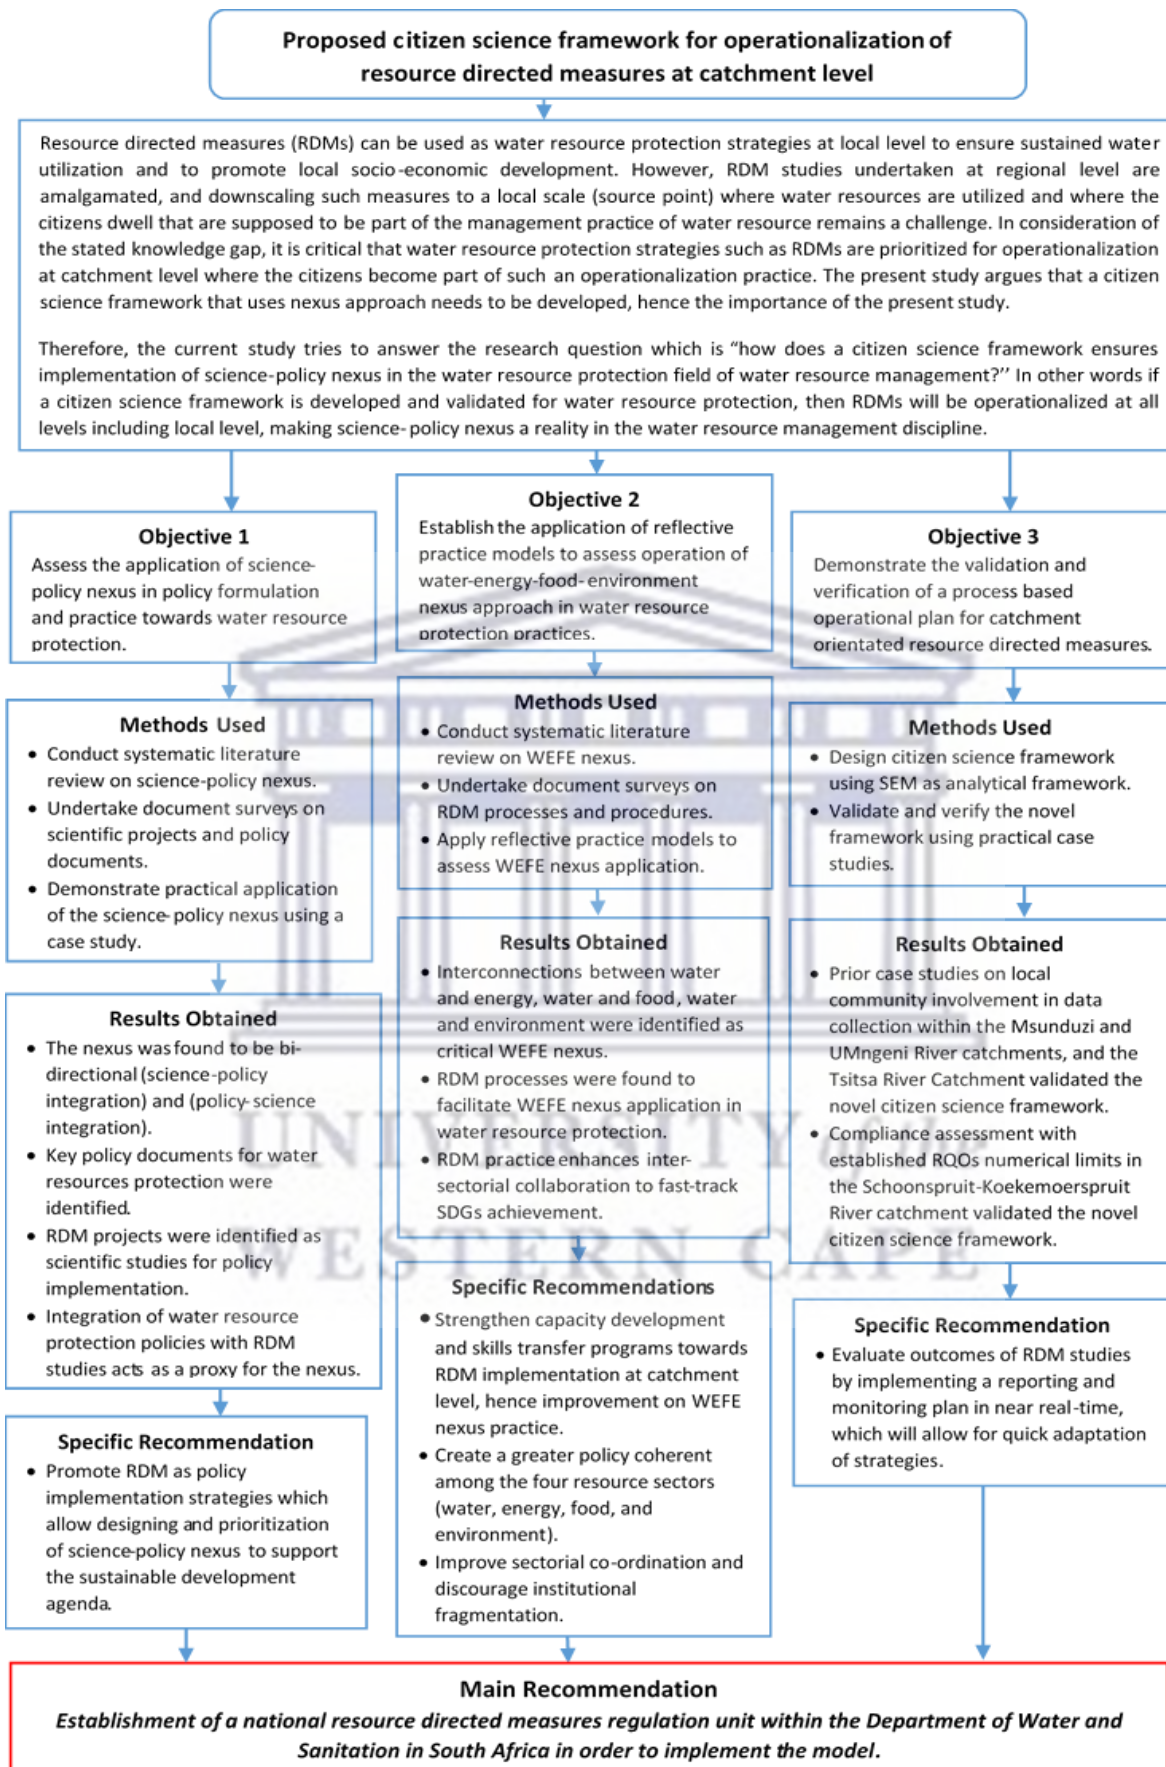 Proposed citizen science framework for operationalization of
resource directed measures at catchment level
Resource directed measures (RDMs) can be used as water resource protection strategies at local level to ensure sustained water
utilization and to promote local socio-economic development. However, RDM studies undertaken at regional level are
amalgamated, and downscaling such measures to a local scale (source point) where water resources are utilized and where the
citizens dwell that are supposed to be part of the management practice of water resource remains a challenge. In consideration of
the stated knowledge gap, it is critical that water resource protection strategies such as RDMs are prioritized for operationalization
at catchment level where the citizens become part of such an operationalization practice. The present study argues that a citizen
science framework that uses nexus approach needs to be developed, hence the importance of the present study.
Therefore, the current study tries to answer the research question which is “how does a citizen science framework ensures
implementation of science-policy nexus in the water resource protection field of water resource management?’’ In other words if
a citizen science framework is developed and validated for water resource protection, then RDMs will be operationalized at all
levels including local level, making science-policy nexus a reality in the water resource management discipline.
Objective 1
Assess the application of science-
policy nexus in policy formulation
and practice towards water resource
protection.
Methods Used
• Conduct systematic literature
review on science-policy nexus.
• Undertake document surveys on
scientific projects and policy
documents.
• Demonstrate practical application
of the science-policy nexus using a
case study.
Results Obtained
• The nexus was found to be bi-
directional (science-policy
integration) and (policy-science
integration).
• Key policy documents for water
resources protection were
identified.
• RDM projects were identified as
scientific studies for policy
implementation.
• Integration of water resource
protection policies with RDM
studies acts as a proxy for the nexus.
Specific Recommendation
• Promote RDM as policy
implementation strategies which
allow designing and prioritization
of science-policy nexus to support
the sustainable development
agenda.
Objective 2
Establish the application of reflective
practice models to assess operation of
water-energy-food-environment
nexus approach in water resource
protection practices.
Methods Used
• Conduct systematic literature
review on WEFE nexus.
• Undertake document surveys on
RDM processes and procedures.
• Apply reflective practice models to
assess WEFE nexus application.
Results Obtained
• Interconnections between water
and energy, water and food, water
and environment were identified as
critical WEFE nexus.
• RDM processes were found to
facilitate WEFE nexus application in
water resource protection.
• RDM practice enhances inter-
sectorial collaboration to fast-track
SDGs achievement.
Specific Recommendations
• Strengthen capacity development
and skills transfer programs towards
RDM implementation at catchment
level, hence improvement on WEFE
nexus practice.
• Create a greater policy coherent
among the four resource sectors
(water, energy, food, and
environment).
• Improve sectorial co-ordination and
discourage institutional
fragmentation.
Objective 3
Demonstrate the validation and
verification of a process based
operational plan for catchment
orientated resource directed measures.
Methods Used
• Design citizen science framework
using SEM as analytical framework.
• Validate and verify the novel
framework using practical case
studies.
Results Obtained
• Prior case studies on local
community involvement in data
collection within the Msunduzi and
UMngeni River catchments, and the
Tsitsa River Catchment validated the
novel citizen science framework.
• Compliance assessment with
established RQOs numerical limits in
the Schoonspruit-Koekemoerspruit
River catchment validated the novel
citizen science framework.
Specific Recommendation
• Evaluate outcomes of RDM studies
by implementing a reporting and
monitoring plan in near real-time,
which will allow for quick adaptation
of strategies.
Main Recommendation
Establishment of a national resource directed measures regulation unit within the Department of Water and
Sanitation in South Africa in order to implement the model.
UNIVERSITY of the
WESTERN CAPE